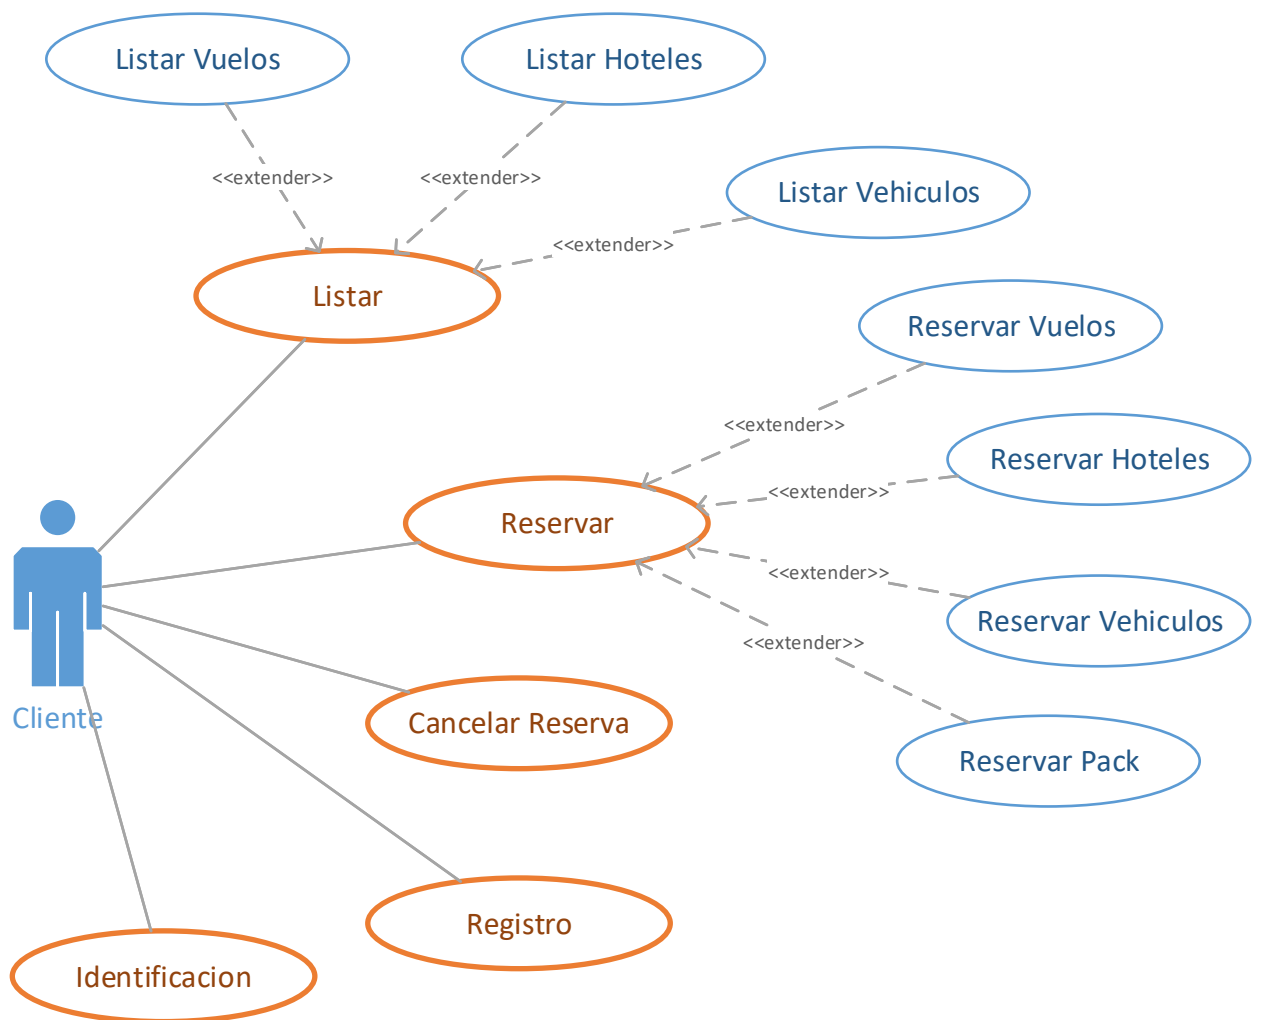 Listar Vuelos
Listar Hoteles
<<extender>>
<<extender>>
Listar Vehiculos
<<extender>>
Listar
Reservar Vuelos
<<extender>>
Reservar Hoteles
<<extender>>
Reservar
<<extender>>
Reservar Vehiculos
<<extender>>
Cliente
Cancelar Reserva
Reservar Pack
Registro
Identificacion